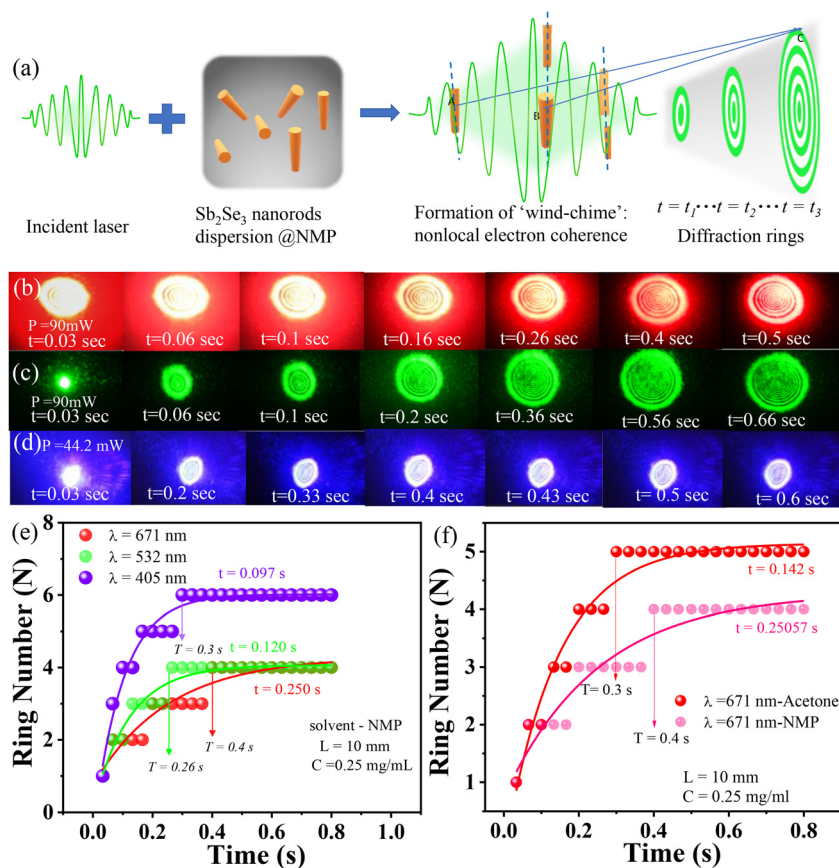 (a)
A
B
C
Incident laser
Sb₂Se₃ nanorods
dispersion @NMP
Formation of ‘wind-chime’:
nonlocal electron coherence
t = t₁···t = t₂···t = t₃
Diffraction rings
(b)
P =90mW
t=0.03 sec
t=0.06 sec
t=0.1 sec
t=0.16 sec
t=0.26 sec
t=0.4 sec
t=0.5 sec
(c)
P=90mW
t=0.03 sec
t=0.06 sec
t=0.1 sec
t=0.2 sec
t=0.36 sec
t=0.56 sec
t=0.66 sec
(d)
P =44.2 mW
t=0.03 sec
t=0.2 sec
t=0.33 sec
t= 0.4 sec
t=0.43 sec
t=0.5 sec
t= 0.6 sec
(e)
λ = 671 nm
λ = 532 nm
λ = 405 nm
t = 0.097 s
T = 0.3 s
t = 0.120 s
t = 0.250 s
T = 0.26 s
T = 0.4 s
solvent - NMP
L = 10 mm
C =0.25 mg/mL
Ring Number (N)
8
6
4
2
0
0.0 0.2 0.4 0.6 0.8 1.0
Time (s)
(f)
t = 0.142 s
t = 0.25057 s
T=0.3 s
T= 0.4 s
λ =671 nm-Acetone
λ =671 nm-NMP
L = 10 mm
C = 0.25 mg/ml
Ring Number (N)
5
4
3
2
1
0.0 0.2 0.4 0.6 0.8
Time (s)